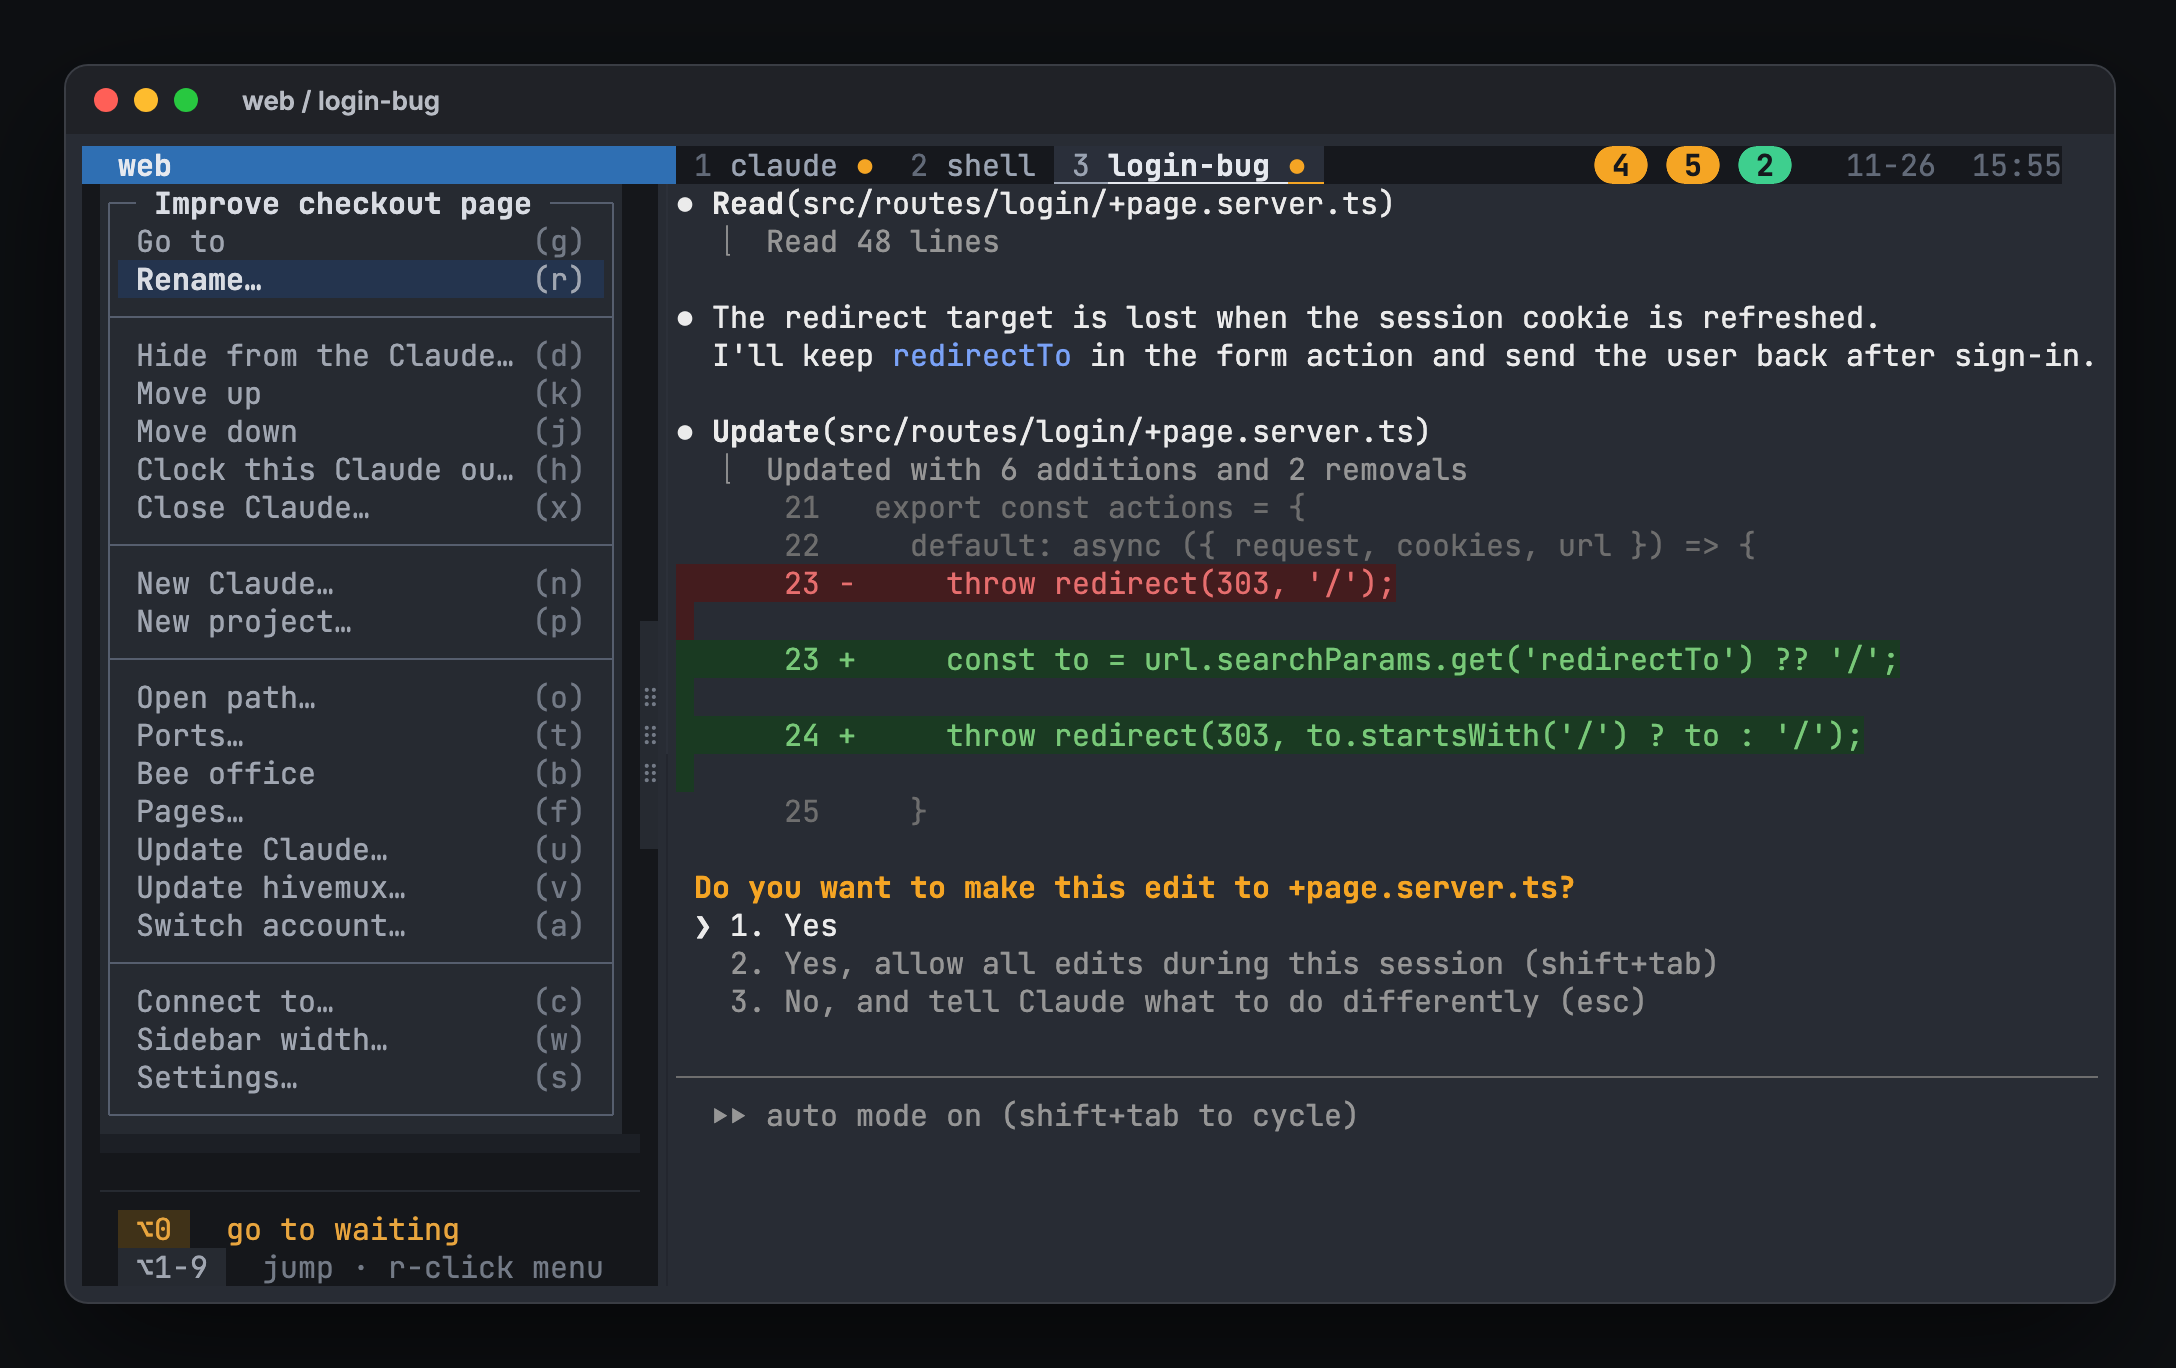 web / login-bug
web
1 claude ● 2 shell 3 login-bug ●
4 5 2 11-26 15:55
Improve checkout page
Go to (g)
Rename… (r)
Hide from the Claude… (d)
Move up (k)
Move down (j)
Clock this Claude ou… (h)
Close Claude… (x)
New Claude… (n)
New project… (p)
Open path… (o)
Ports… (t)
Bee office (b)
Pages… (f)
Update Claude… (u)
Update hivemux… (v)
Switch account… (a)
Connect to… (c)
Sidebar width… (w)
Settings… (s)
⌥0 go to waiting
⌥1-9 jump · r-click menu
● Read(src/routes/login/+page.server.ts)
⎣ Read 48 lines
● The redirect target is lost when the session cookie is refreshed.
I'll keep redirectTo in the form action and send the user back after sign-in.
● Update(src/routes/login/+page.server.ts)
⎣ Updated with 6 additions and 2 removals
21 export const actions = {
22 default: async ({ request, cookies, url }) => {
23 - throw redirect(303, '/');
23 + const to = url.searchParams.get('redirectTo') ?? '/';
24 + throw redirect(303, to.startsWith('/') ? to : '/');
25 }
Do you want to make this edit to +page.server.ts?
❯ 1. Yes
2. Yes, allow all edits during this session (shift+tab)
3. No, and tell Claude what to do differently (esc)
▸▸ auto mode on (shift+tab to cycle)